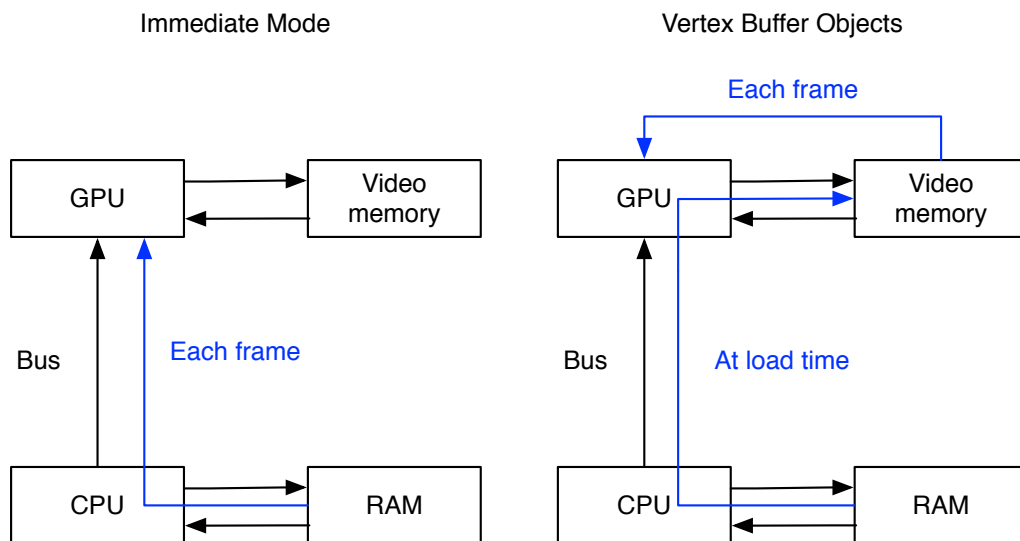 Immediate Mode
GPU
Video
memory
Bus
Each frame
CPU
RAM
Vertex Buffer Objects
Each frame
GPU
Video
memory
Bus
At load time
CPU
RAM